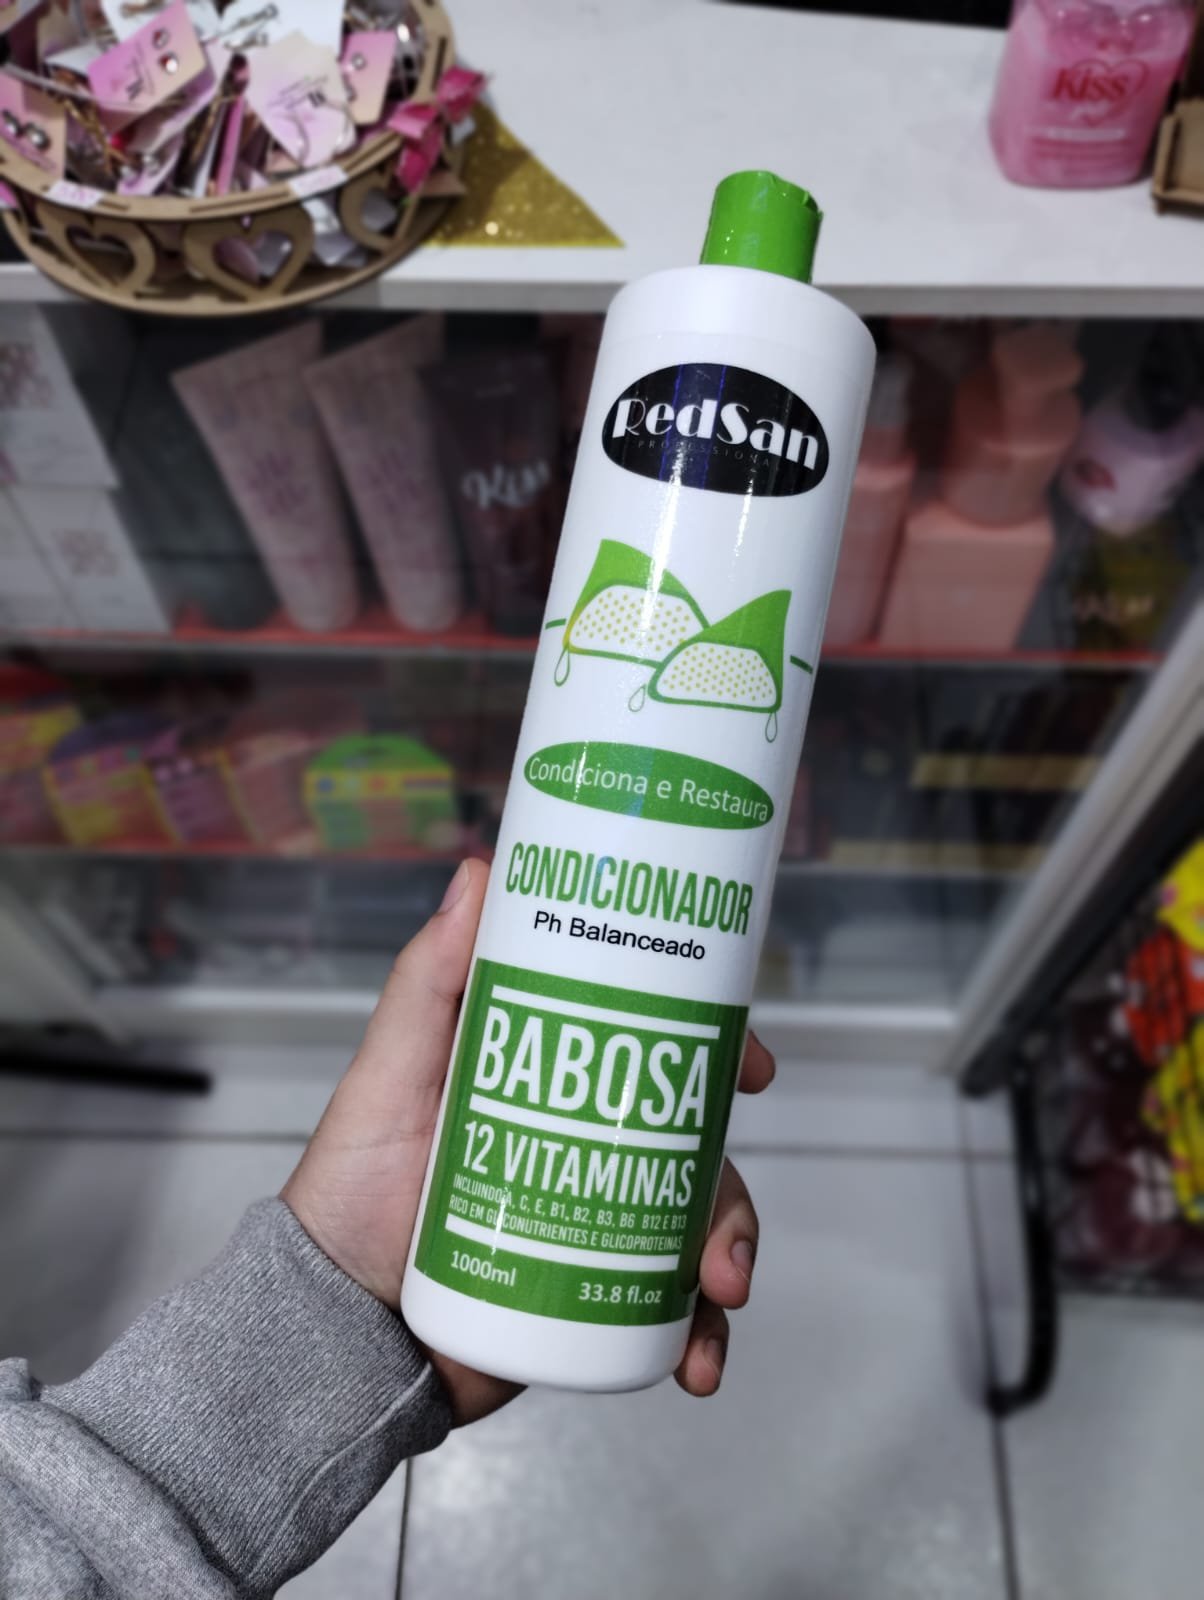 Kiss
RedSan
PROFESSIONAL
Condiciona e Restaura
CONDICIONADOR
Ph Balanceado
BABOSA
12 VITAMINAS
INCLUINDO A, C, E, B1, B2, B3, B6 B12 E B13
RICO EM GLICONUTRIENTES E GLICOPROTEINAS
1000ml
33.8 fl.oz